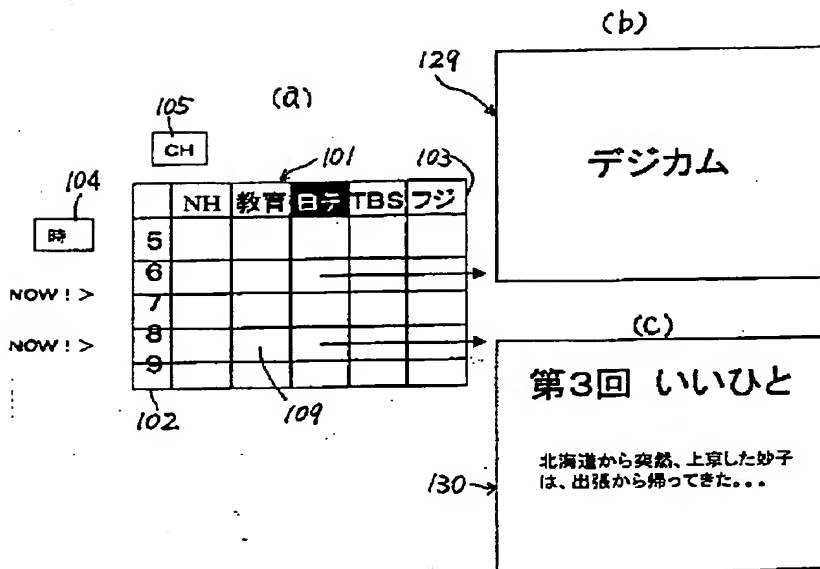 (b)
129
(a)
105
CH
101
103
104
デジカム
NH 教育 日テ TBS フジ
時
5
6
NOW！>
7
8
NOW！>
9
(c)
第3回 いいひと
102
109
130
北海道から突然、上京した妙子
は、出張から帰ってきた。。。